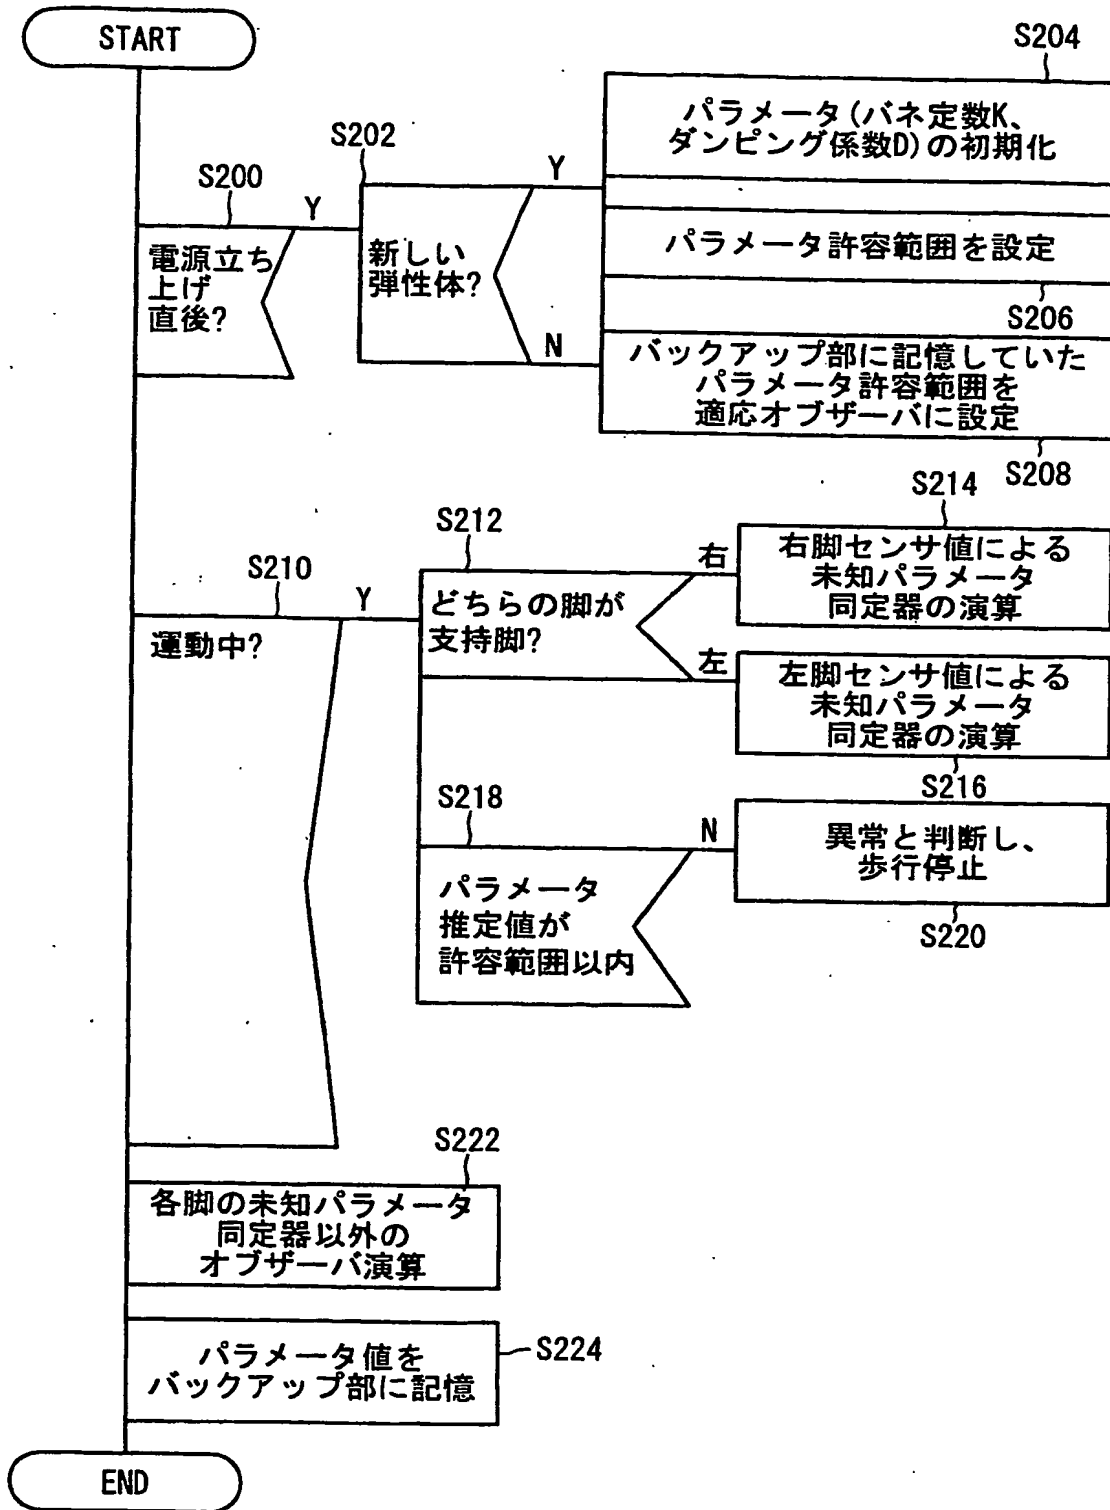 START
S204
パラメータ(バネ定数K、
ダンピング係数D)の初期化
S202
Y
S200
Y
電源立ち
上げ
直後?
新しい
弾性体?
パラメータ許容範囲を設定
S206
N
バックアップ部に記憶していた
パラメータ許容範囲を
適応オブザーバに設定
S208
S214
S212
右
右脚センサ値による
未知パラメータ
同定器の演算
S210
Y
どちらの脚が
支持脚?
運動中?
左
左脚センサ値による
未知パラメータ
同定器の演算
S216
S218
N
異常と判断し、
歩行停止
S220
パラメータ
推定値が
許容範囲以内
S222
各脚の未知パラメータ
同定器以外の
オブザーバ演算
パラメータ値を
バックアップ部に記憶
S224
END